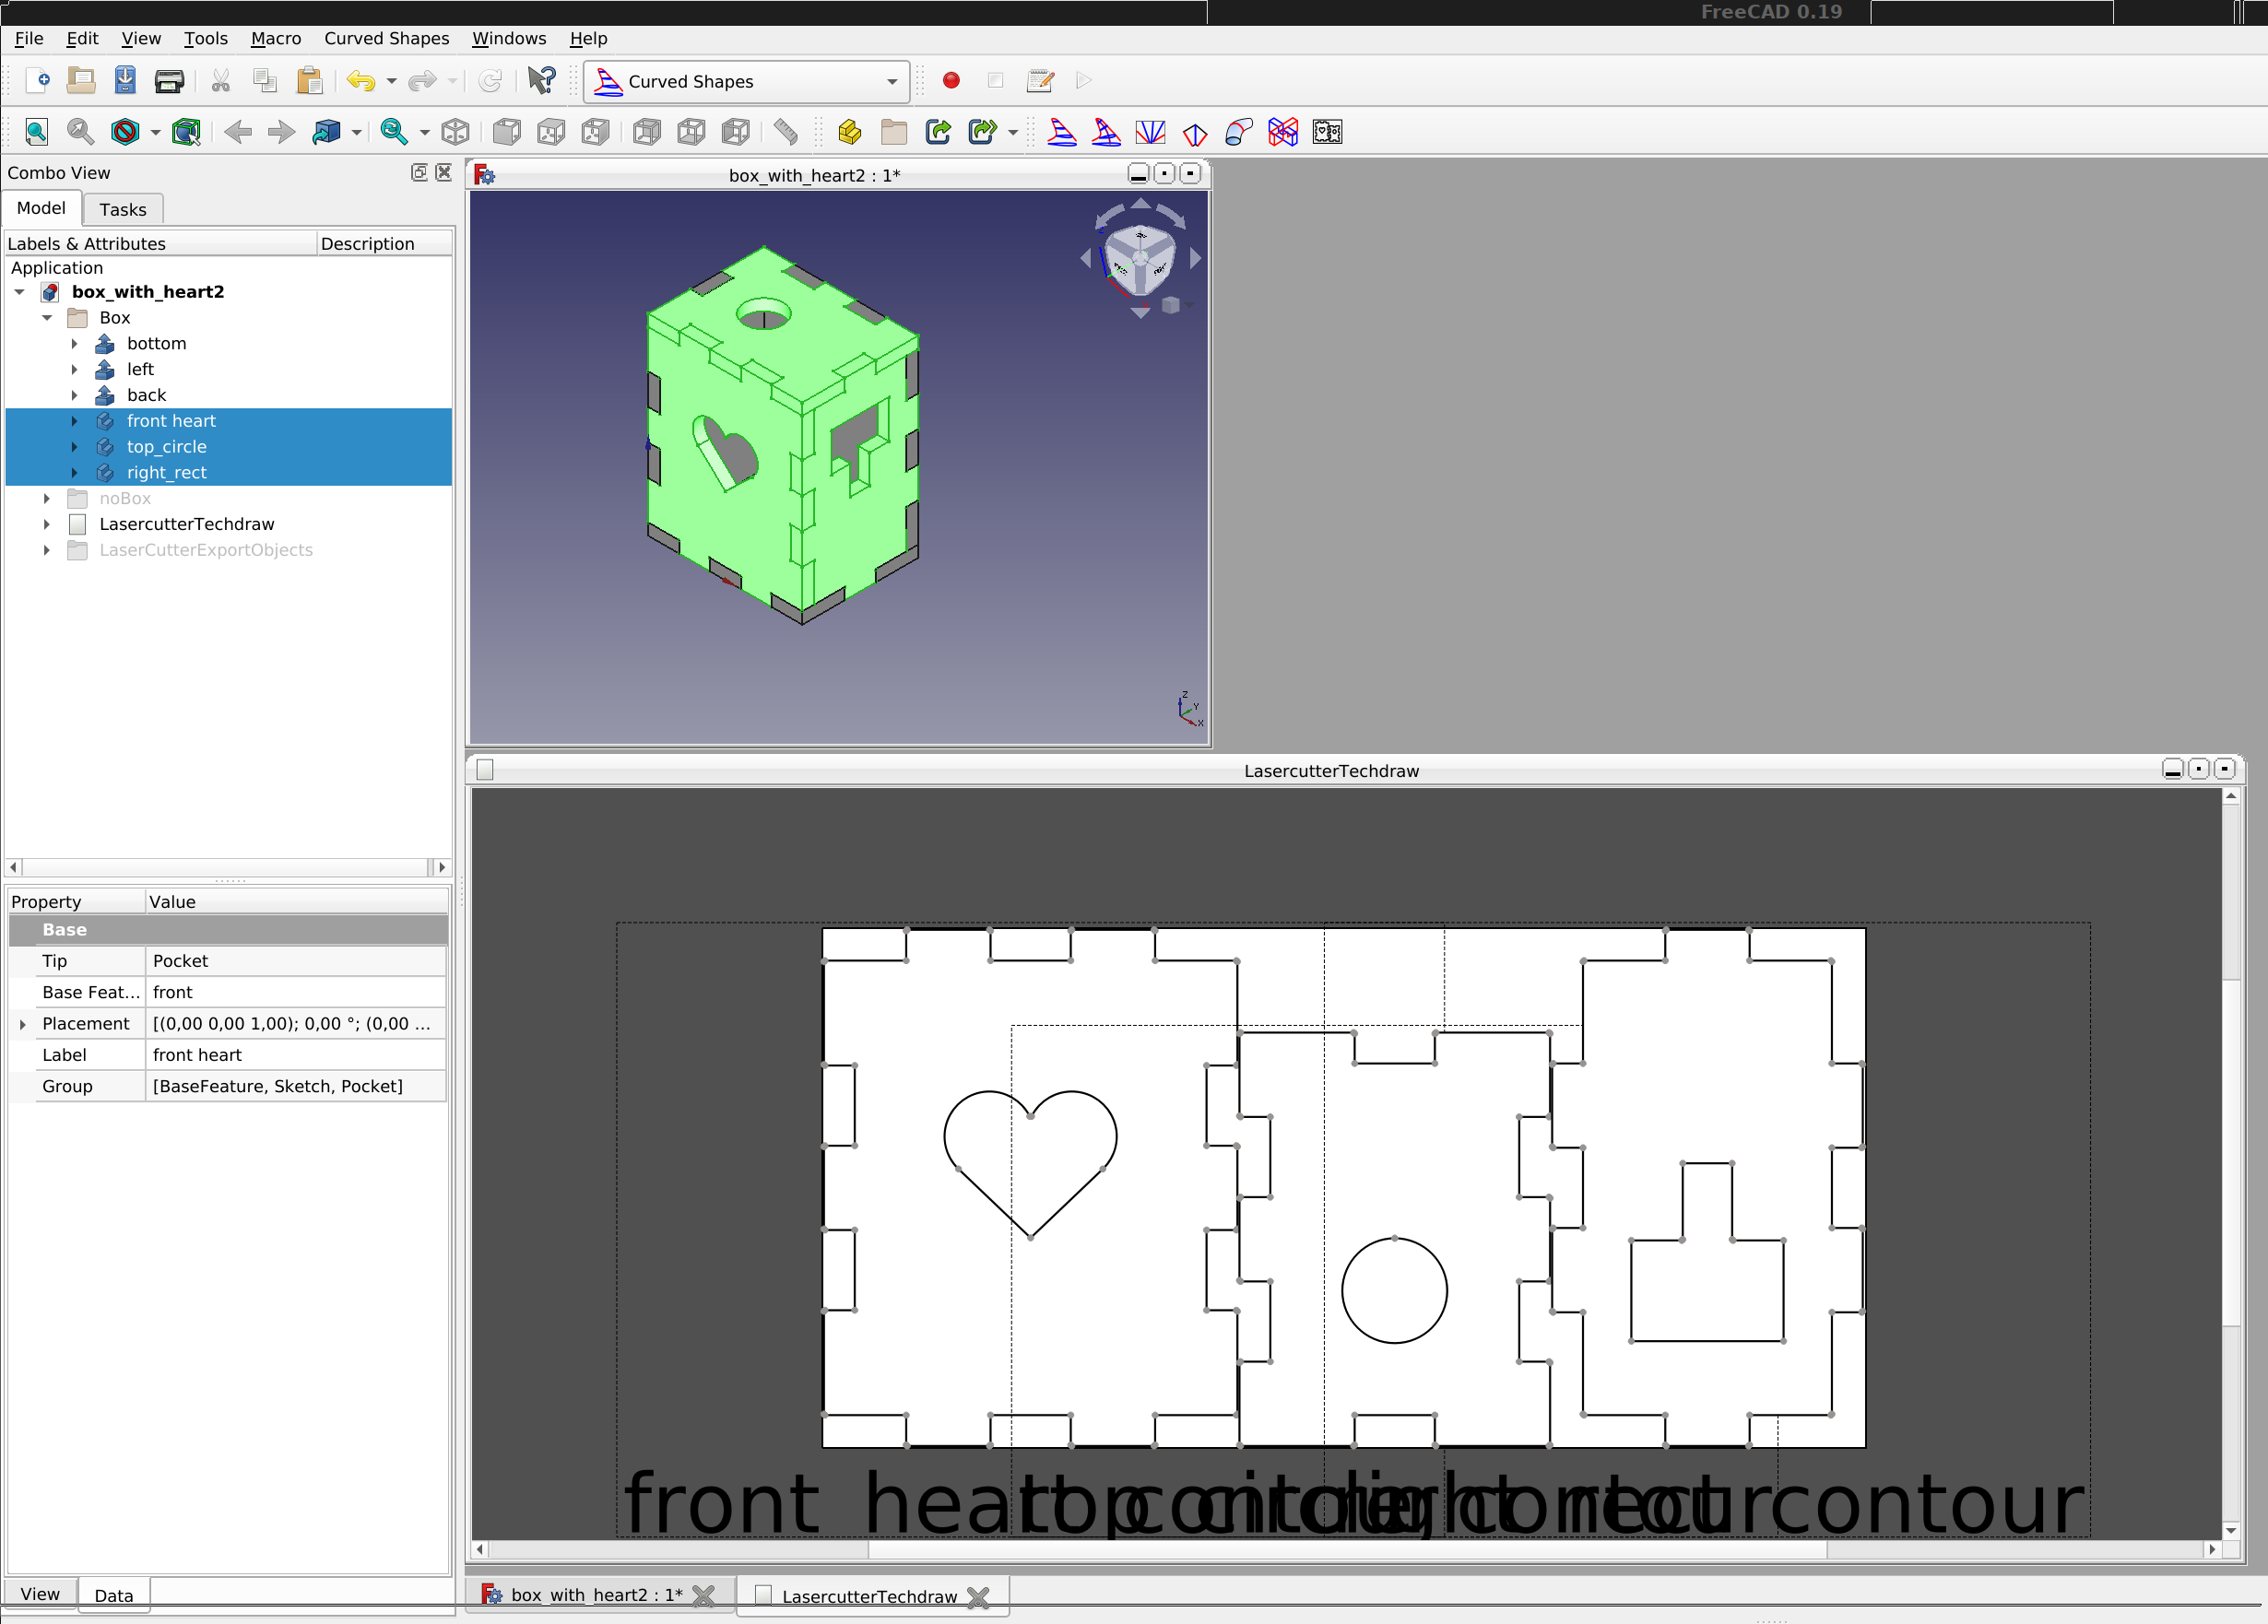 FreeCAD 0.19
File Edit View Tools Macro Curved Shapes Windows Help
Curved Shapes
Combo View
Model Tasks
Labels & Attributes Description
Application
box_with_heart2
Box
bottom
left
back
front heart
top_circle
right_rect
noBox
LasercutterTechdraw
LaserCutterExportObjects
Property Value
Base
Tip Pocket
Base Feat... front
Placement [(0,00 0,00 1,00); 0,00 °; (0,00 ...
Label front heart
Group [BaseFeature, Sketch, Pocket]
View Data
box_with_heart2 : 1*
Z
Y
X
LasercutterTechdraw
front heart contour
contour
box_with_heart2 : 1* LasercutterTechdraw